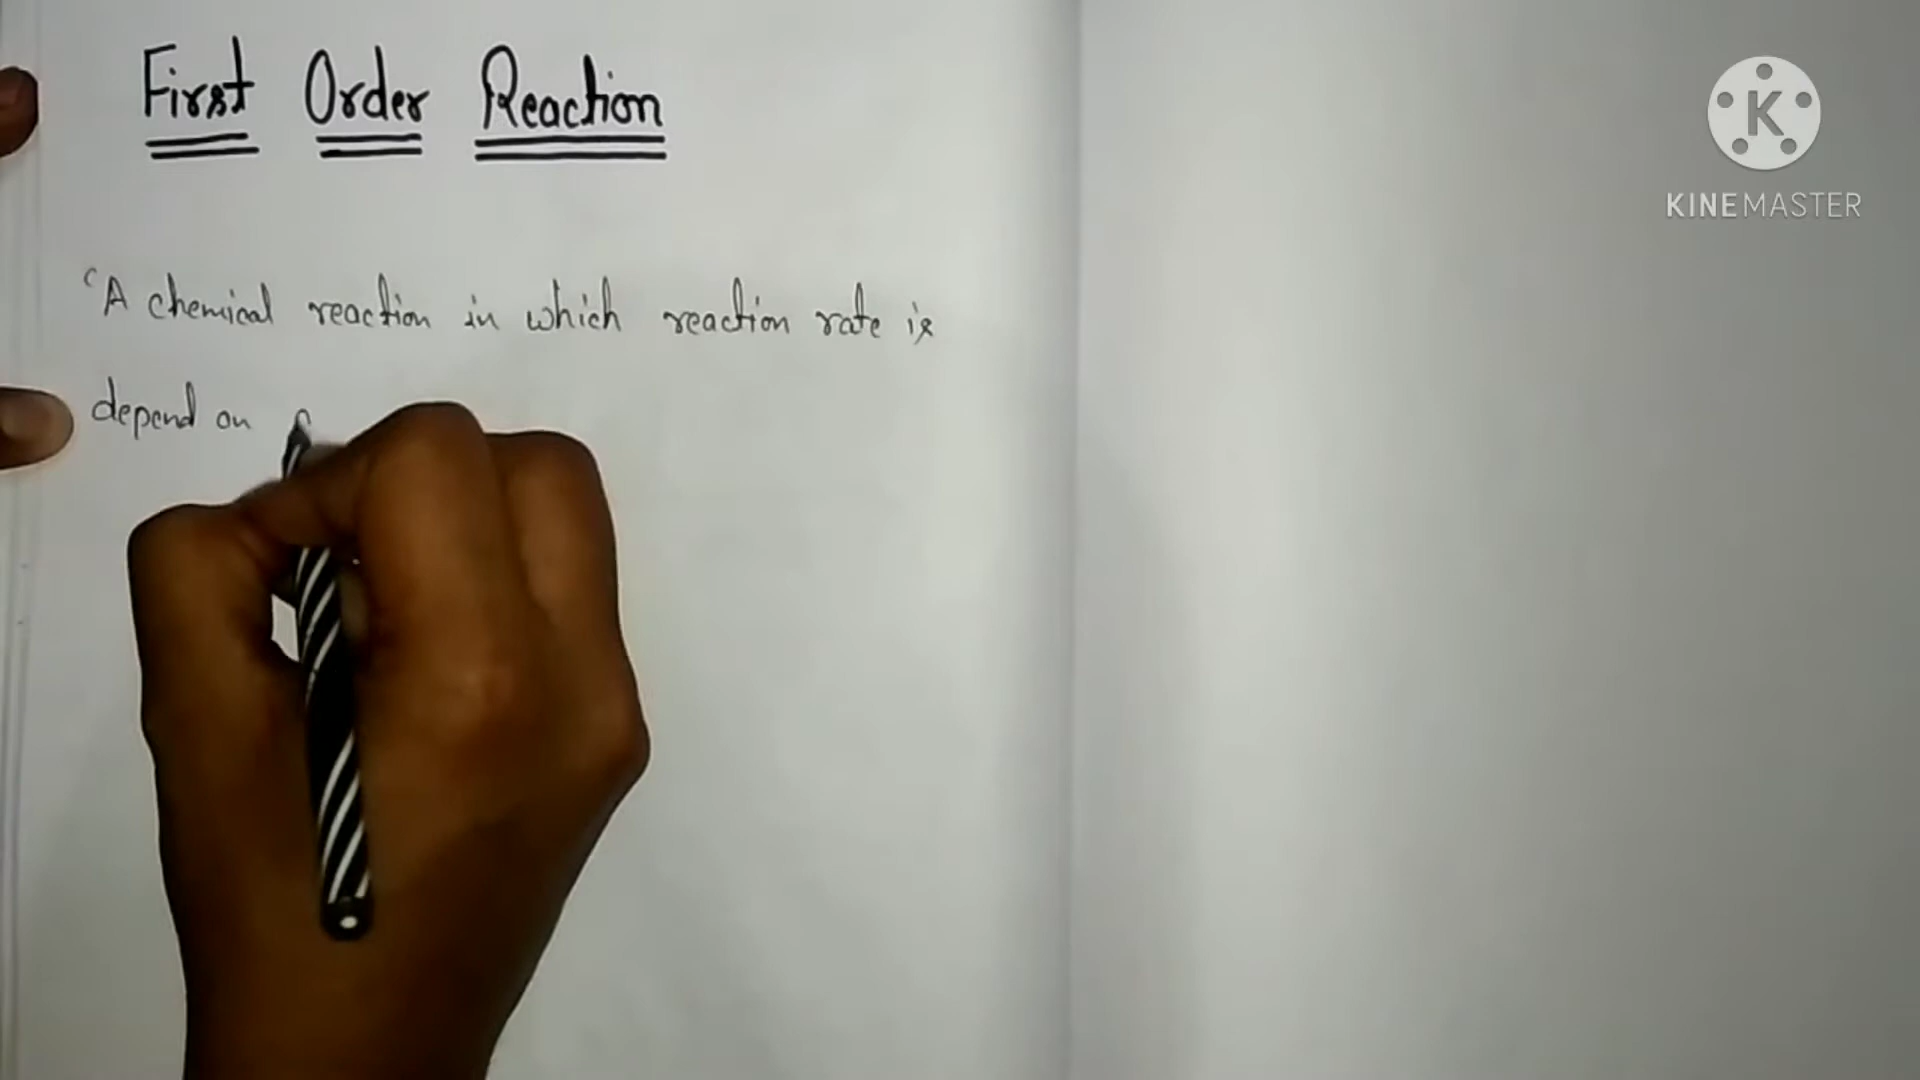 First Order Reaction
K
KINEMASTER
"A chemical reaction in which reaction rate is
depend on